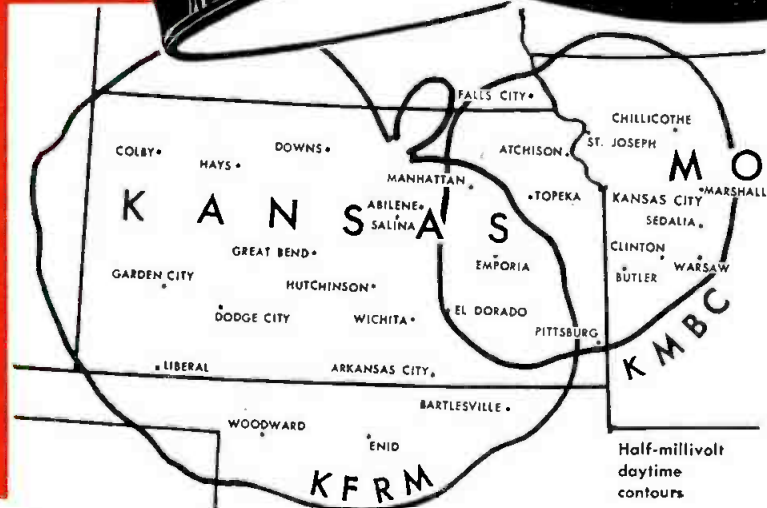 FALLS CITY
CHILLICOTHE
COLBY
HAYS
DOWNS
ATCHISON
ST. JOSEPH
MO
MANHATTAN
TOPEKA
KANSAS CITY
MARSHALL
KANSAS
ABILENE
SALINA
SEDALIA
GREAT BEND
EMPORIA
CLINTON
WARSAW
BUTLER
GARDEN CITY
HUTCHINSON
DODGE CITY
WICHITA
EL DORADO
PITTSBURG
KMBC
LIBERAL
ARKANSAS CITY
BARTLESVILLE
WOODWARD
ENID
KFRM
Half-millivolt
daytime
contours